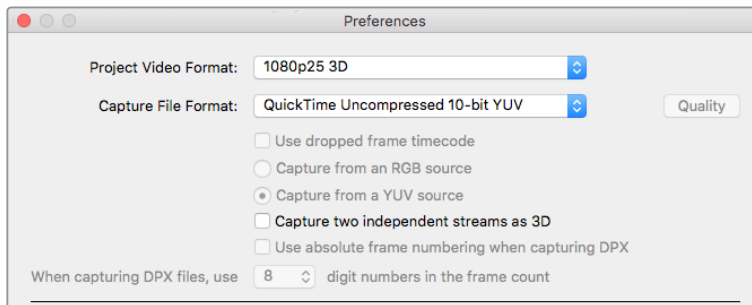 Preferences
Project Video Format: 1080p25 3D
Capture File Format: QuickTime Uncompressed 10-bit YUV Quality
Use dropped frame timecode
Capture from an RGB source
Capture from a YUV source
Capture two independent streams as 3D
Use absolute frame numbering when capturing DPX
When capturing DPX files, use 8 digit numbers in the frame count